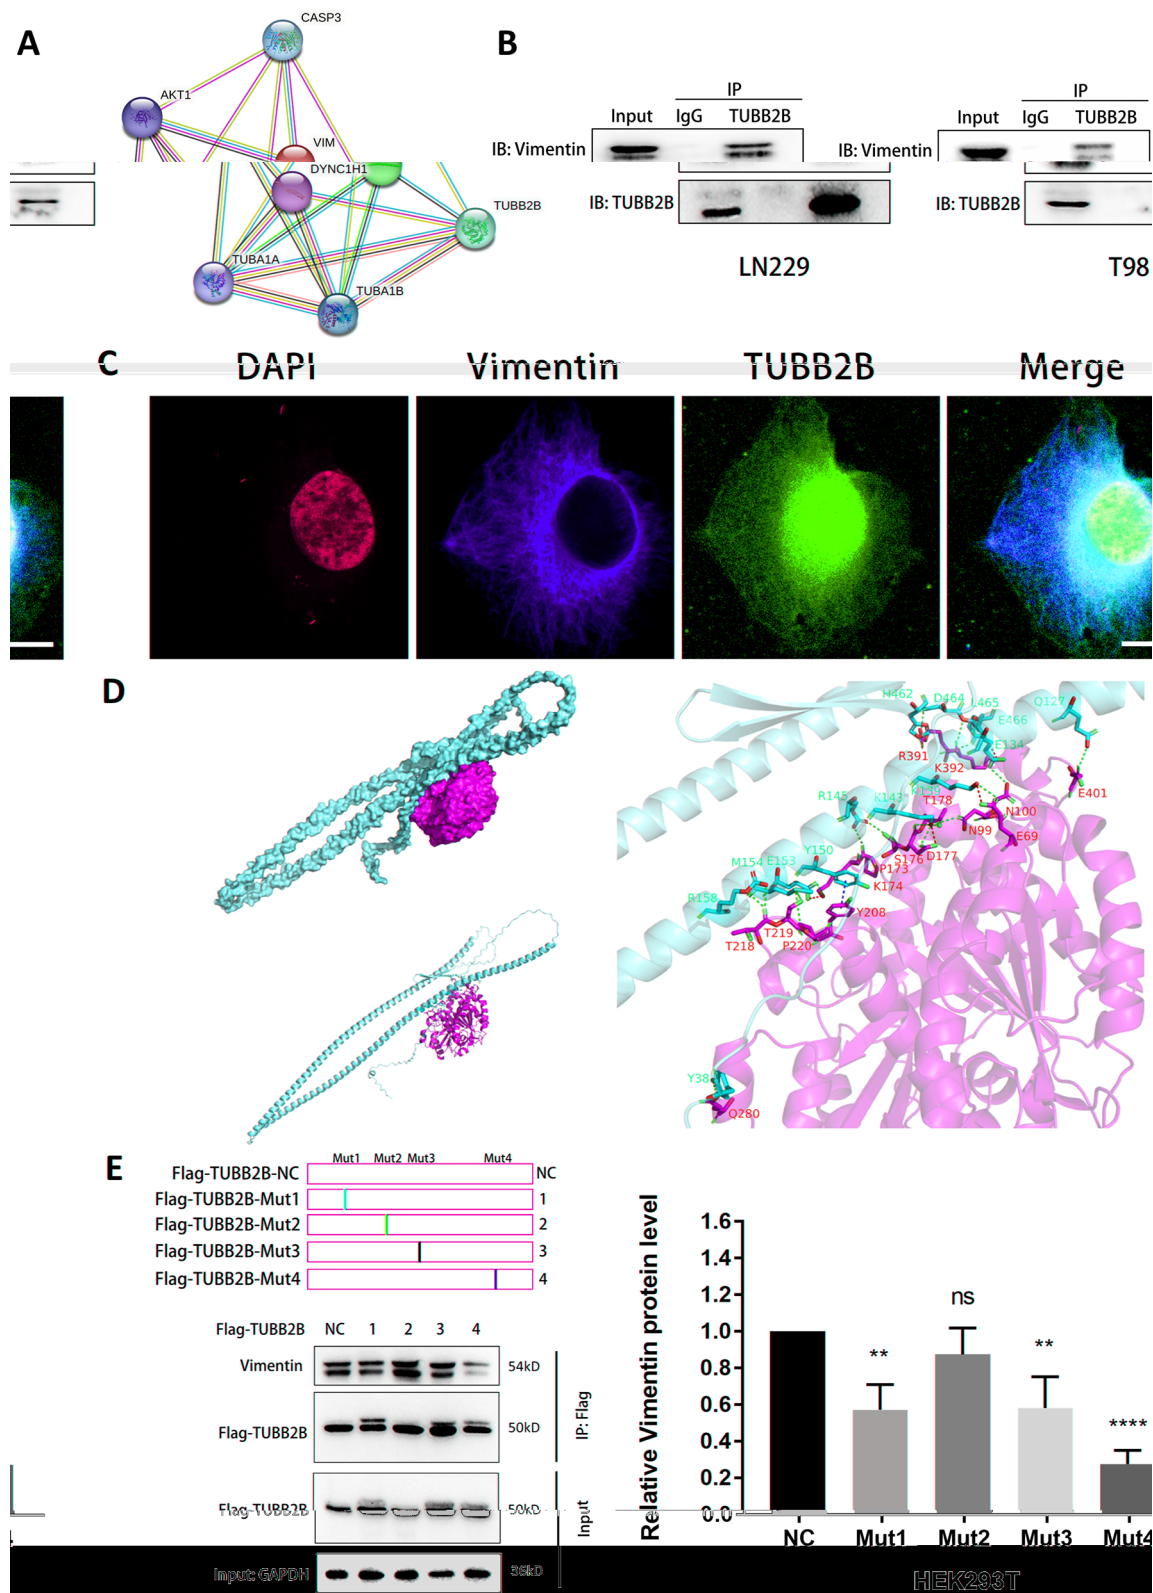 A
CASP3
AKT1
VIM
DYNC1H1
TUBB2B
TUBA1A
TUBA1B
B
IP
Input IgG TUBB2B
IB: Vimentin
IB: TUBB2B
LN229
IP
Input IgG TUBB2B
IB: Vimentin
IB: TUBB2B
T98
C DAPI Vimentin TUBB2B Merge
D
H462 D464 L465 Q127
E466
E134
R391
K392
K139
R145 K143 T178 E401
N100
N99 E69
Y150 S176 D177
M154 E153 P173
K174
R158
Y208
T219
T218 P220
Y38
Q280
E
Mut1 Mut2 Mut3 Mut4
Flag-TUBB2B-NC NC
Flag-TUBB2B-Mut1 1
Flag-TUBB2B-Mut2 2
Flag-TUBB2B-Mut3 3
Flag-TUBB2B-Mut4 4
Flag-TUBB2B NC 1 2 3 4
Vimentin 54kD
Flag-TUBB2B 50kD
IP: Flag
Flag-TUBB2B 50kD
Input
Input: GAPDH 36kD
Relative Vimentin protein level
1.6
1.4
1.2
1.0
0.8
0.6
0.4
0.2
0.0
** ns ** ****
NC Mut1 Mut2 Mut3 Mut4
HEK293T